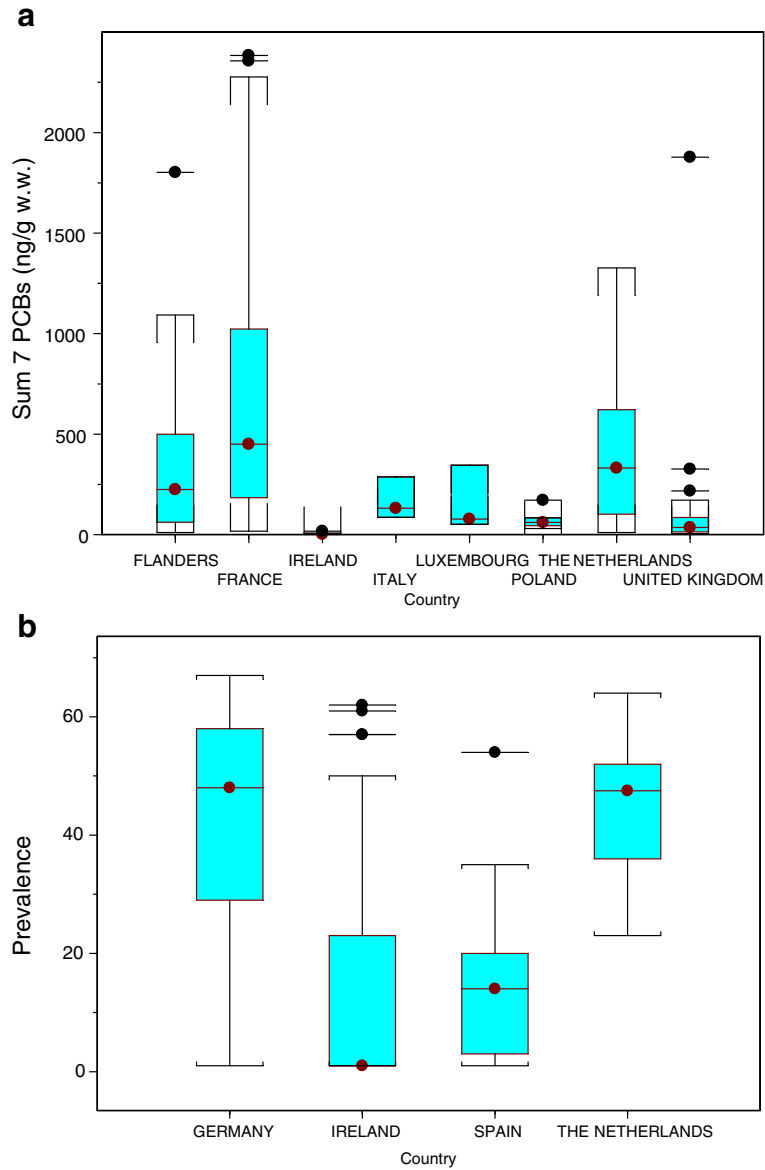 a
Sum 7 PCBs (ng/g w.w.)
2000
1500
1000
500
0
FLANDERS IRELAND LUXEMBOURG THE NETHERLANDS
FRANCE ITALY POLAND UNITED KINGDOM
Country
b
Prevalence
60
40
20
0
GERMANY IRELAND SPAIN THE NETHERLANDS
Country